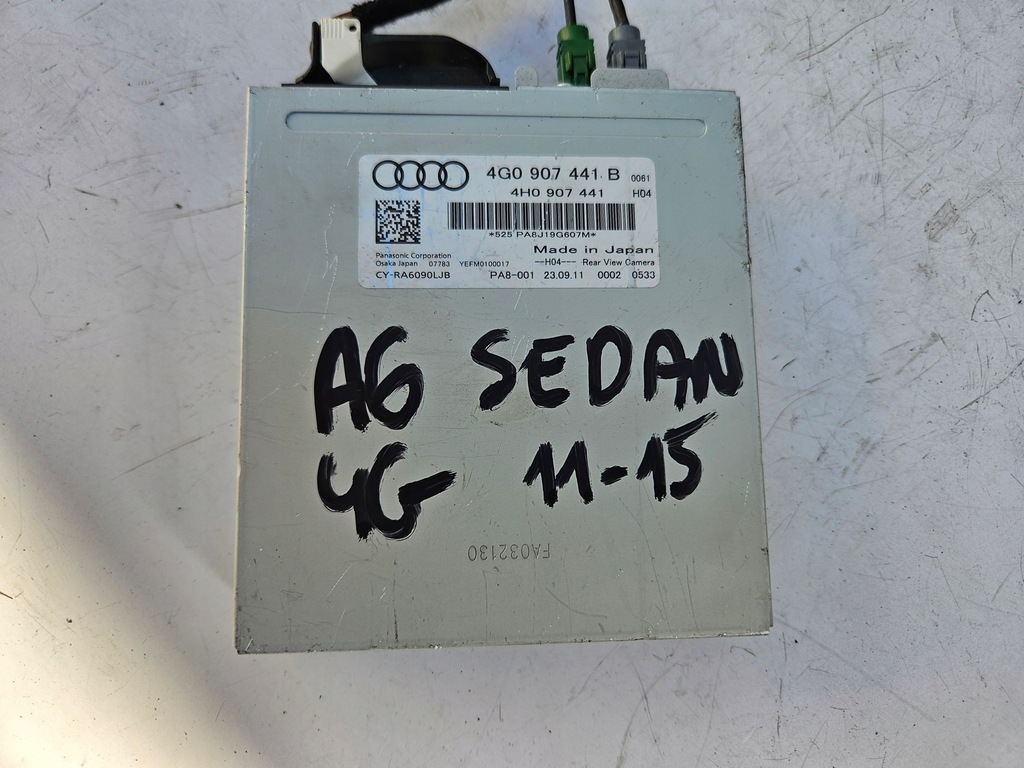 4G0 907 441 B 0061
4H0 907 441 H04
*525 PA8J19G607M*
Made in Japan
Panasonic Corporation
Osaka Japan 07783 YEFM0100017 --H04--- Rear View Camera
CY-RA6090LJB PA8-001 23.09.11 0002 0533
A6 SEDAN
4G 11-15
FA032130